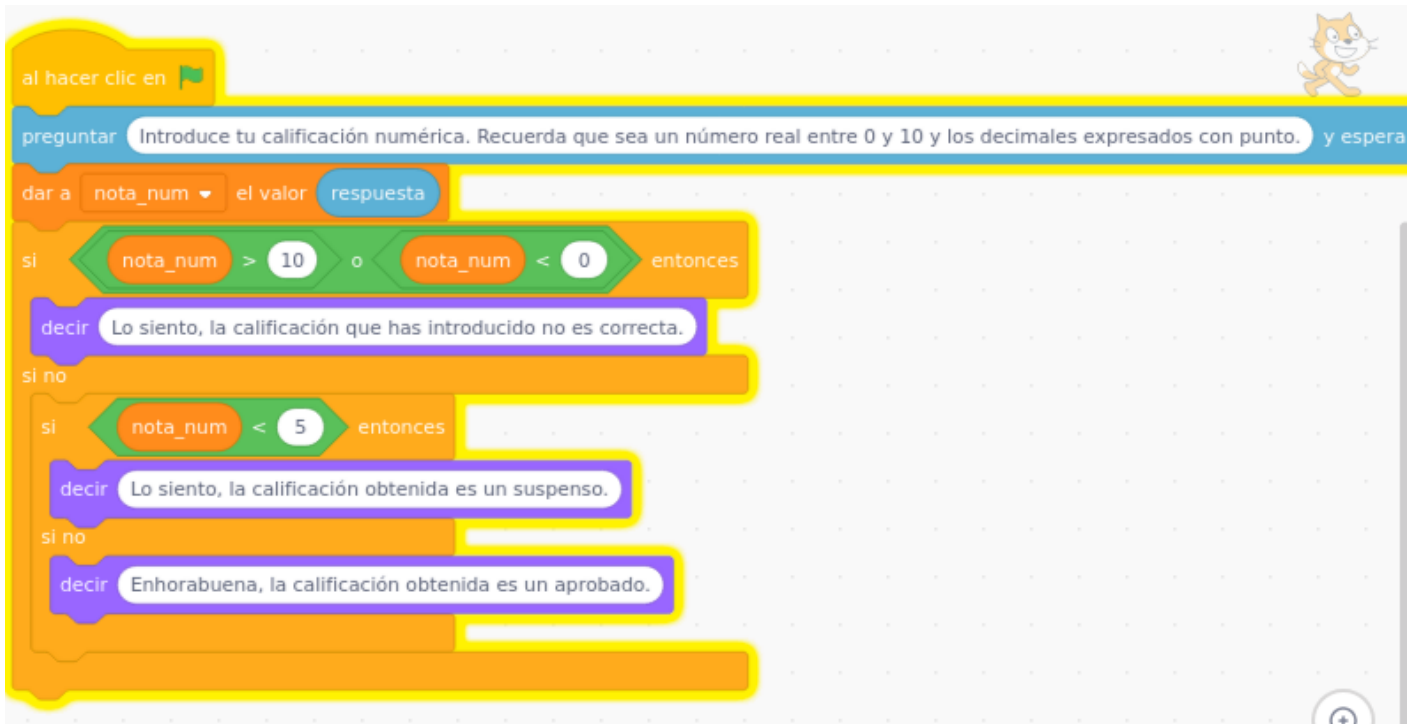 al hacer clic en
preguntar Introduce tu calificación numérica. Recuerda que sea un número real entre 0 y 10 y los decimales expresados con punto. y espera
dar a nota_num el valor respuesta
si nota_num > 10 o nota_num < 0 entonces
decir Lo siento, la calificación que has introducido no es correcta.
si no
si nota_num < 5 entonces
decir Lo siento, la calificación obtenida es un suspenso.
si no
decir Enhorabuena, la calificación obtenida es un aprobado.